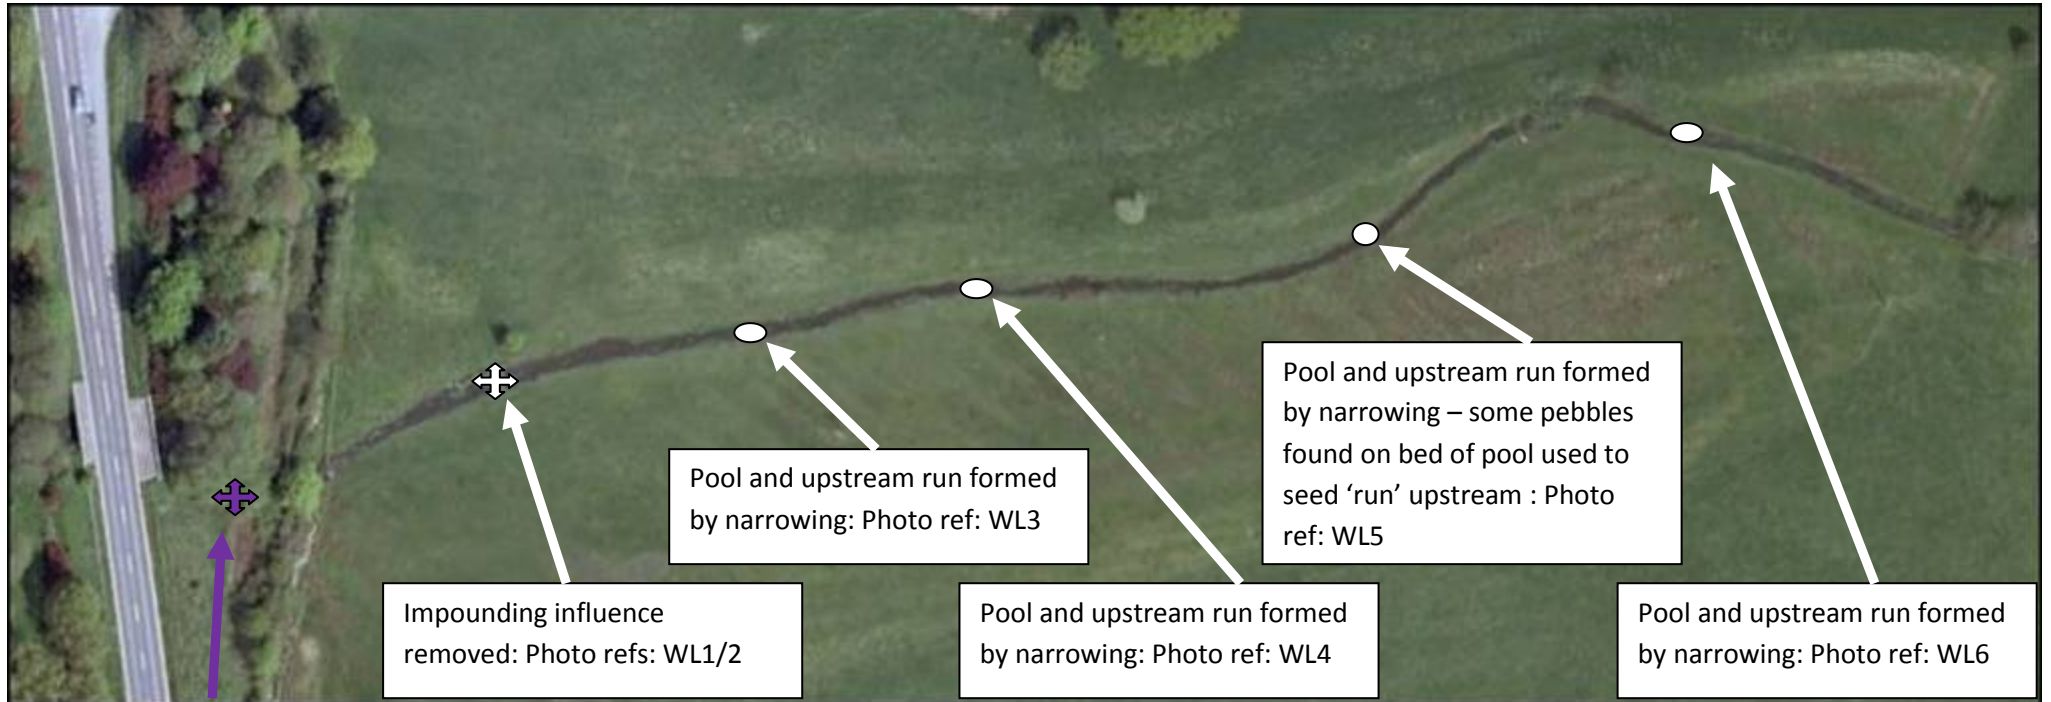 Impounding influence
removed: Photo refs: WL1/2
Pool and upstream run formed
by narrowing: Photo ref: WL3
Pool and upstream run formed
by narrowing: Photo ref: WL4
Pool and upstream run formed
by narrowing – some pebbles
found on bed of pool used to
seed ‘run’ upstream : Photo
ref: WL5
Pool and upstream run formed
by narrowing: Photo ref: WL6